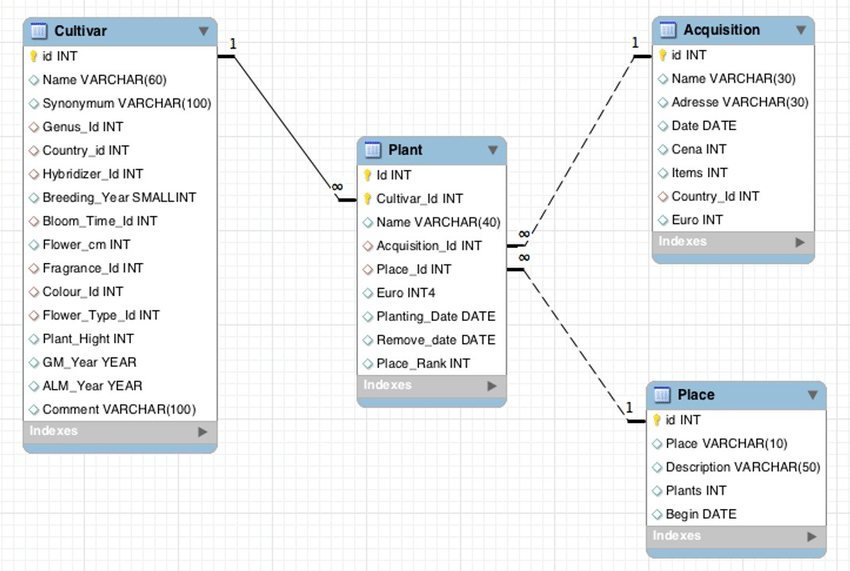 Cultivar
id INT
Name VARCHAR(60)
Synonymum VARCHAR(100)
Genus_Id INT
Country_id INT
Hybridizer_Id INT
Breeding_Year SMALLINT
Bloom_Time_Id INT
Flower_cm INT
Fragrance_Id INT
Colour_Id INT
Flower_Type_Id INT
Plant_Hight INT
GM_Year YEAR
ALM_Year YEAR
Comment VARCHAR(100)
Indexes
1
∞
Plant
Id INT
Cultivar_Id INT
Name VARCHAR(40)
Acquisition_Id INT
Place_Id INT
Euro INT4
Planting_Date DATE
Remove_date DATE
Place_Rank INT
Indexes
∞
∞
1
Acquisition
id INT
Name VARCHAR(30)
Adresse VARCHAR(30)
Date DATE
Cena INT
Items INT
Country_Id INT
Euro INT
Indexes
1
Place
id INT
Place VARCHAR(10)
Description VARCHAR(50)
Plants INT
Begin DATE
Indexes